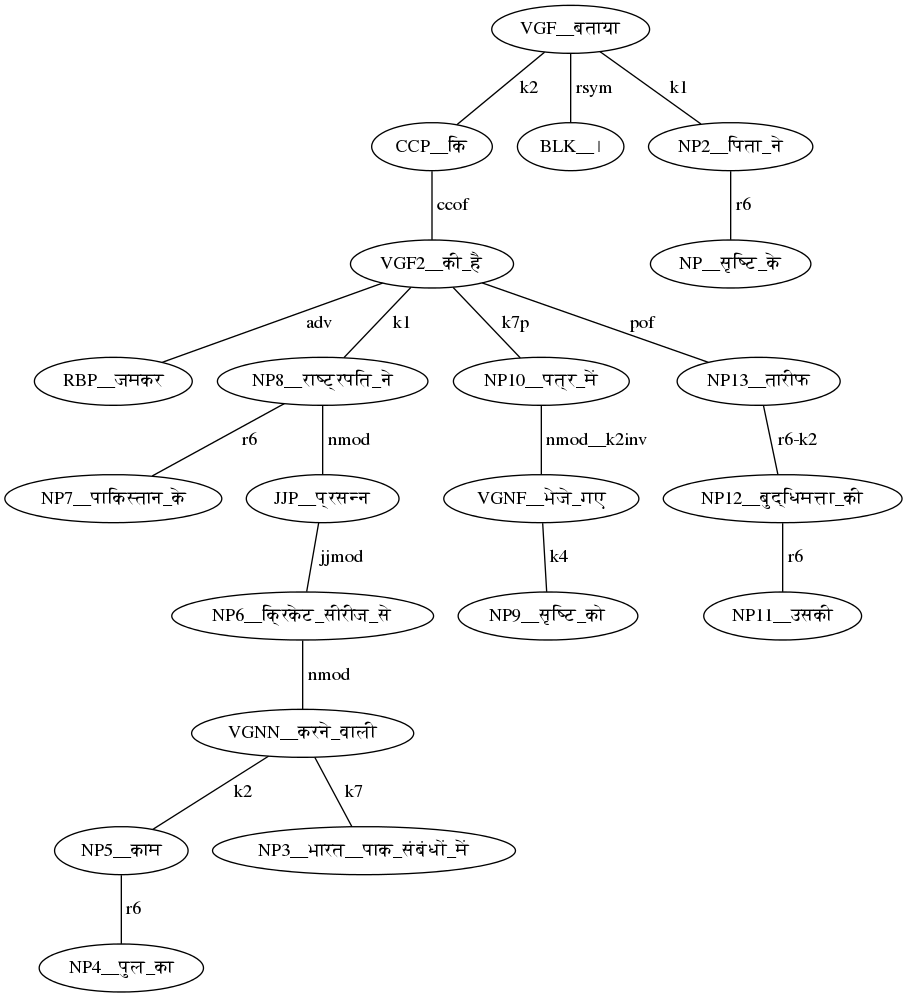 VGF__बताया
k2 rsym k1
CCP__कि BLK__। NP2__पिता_ने
ccof r6
VGF2__की_है NP__सृष्टि_के
adv k1 k7p pof
RBP__जमकर NP8__राष्ट्रपति_ने NP10__पत्र_में NP13__तारीफ
r6 nmod nmod__k2inv r6-k2
NP7__पाकिस्तान_के JJP__प्रसन्न VGNF__भेजे_गए NP12__बुद्धिमत्ता_की
jjmod k4 r6
NP6__क्रिकेट_सीरीज_से NP9__सृष्टि_को NP11__उसकी
nmod
VGNN__करने_वाली
k2 k7
NP5__काम NP3__भारत__पाक_संबंधों_में
r6
NP4__पुल_का